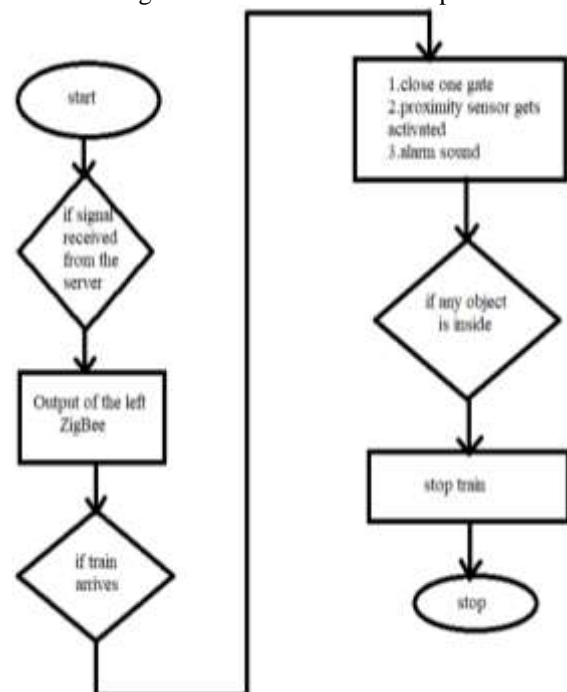 start
if signal
received
from the
server
Output of the left
ZigBee
if train
arrives
1.close one gate
2.proximity sensor gets
activated
3.alarm sound
if any object
is inside
stop train
stop